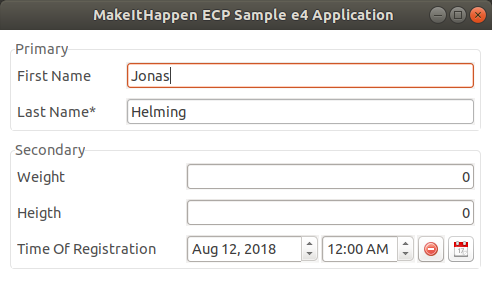 MakeItHappen ECP Sample e4 Application
Primary
First Name Jonas
Last Name* Helming
Secondary
Weight 0
Heigth 0
Time Of Registration Aug 12, 2018 12:00 AM